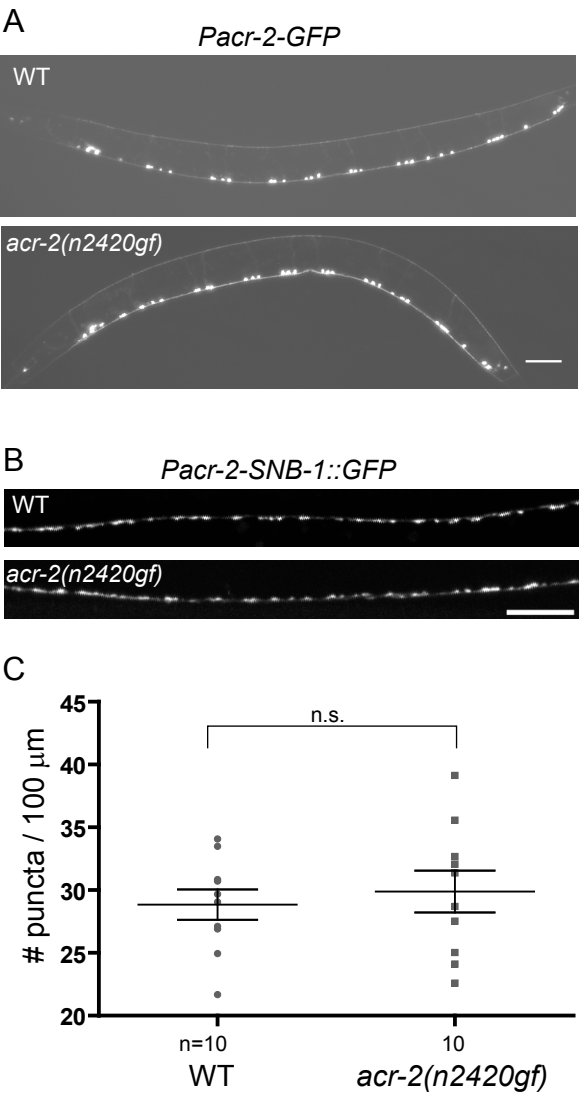 A
Pacr-2-GFP
WT
acr-2(n2420gf)
B
Pacr-2-SNB-1::GFP
WT
acr-2(n2420gf)
C
# puncta / 100 µm
45
40
35
30
25
20
n.s.
n=10
10
WT
acr-2(n2420gf)